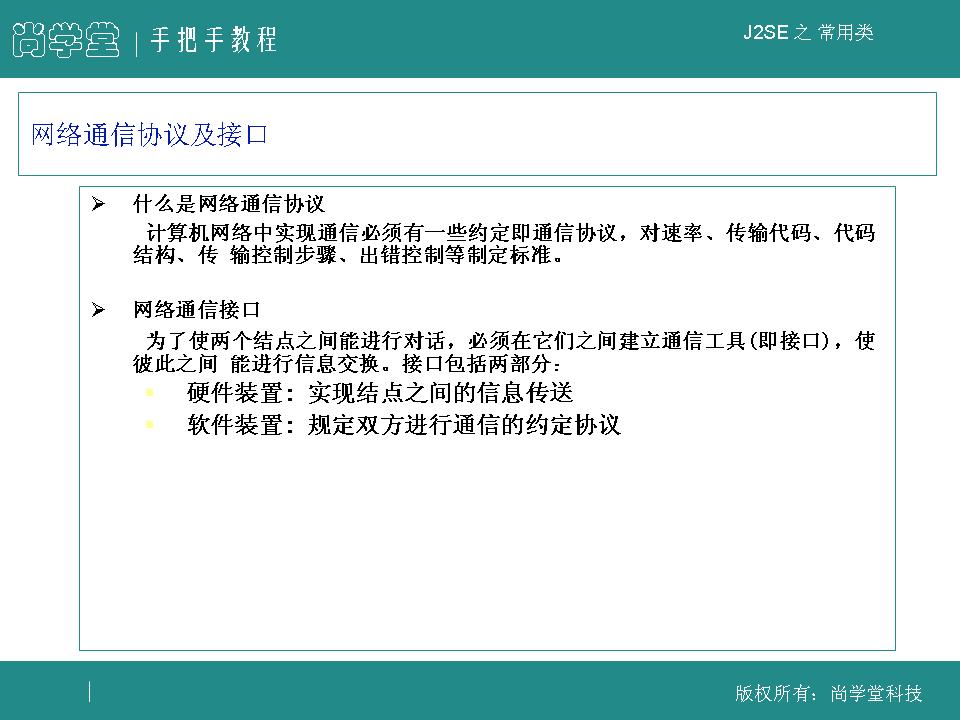 尚学堂 | 手把手教程
J2SE 之 常用类
网络通信协议及接口
什么是网络通信协议
计算机网络中实现通信必须有一些约定即通信协议，对速率、传输代码、代码
结构、传 输控制步骤、出错控制等制定标准。
网络通信接口
为了使两个结点之间能进行对话，必须在它们之间建立通信工具(即接口)，使
彼此之间 能进行信息交换。接口包括两部分：
硬件装置：实现结点之间的信息传送
软件装置：规定双方进行通信的约定协议
版权所有：尚学堂科技